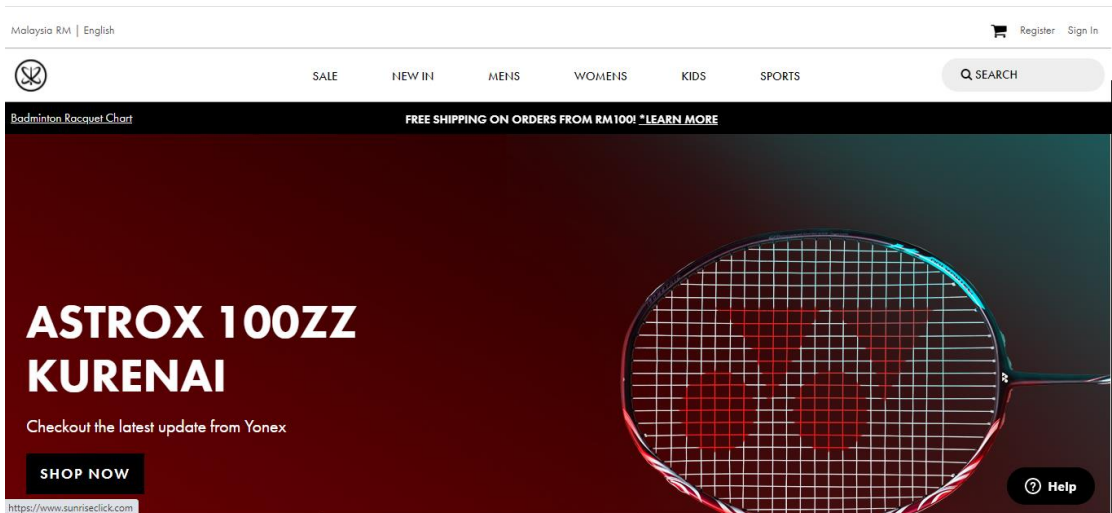 Malaysia RM | English
Register Sign In
SALE NEW IN MENS WOMENS KIDS SPORTS
SEARCH
Badminton Racquet Chart
FREE SHIPPING ON ORDERS FROM RM100! *LEARN MORE
ASTROX 100ZZ
KURENAI
Checkout the latest update from Yonex
SHOP NOW
Help
https://www.sunriseclick.com